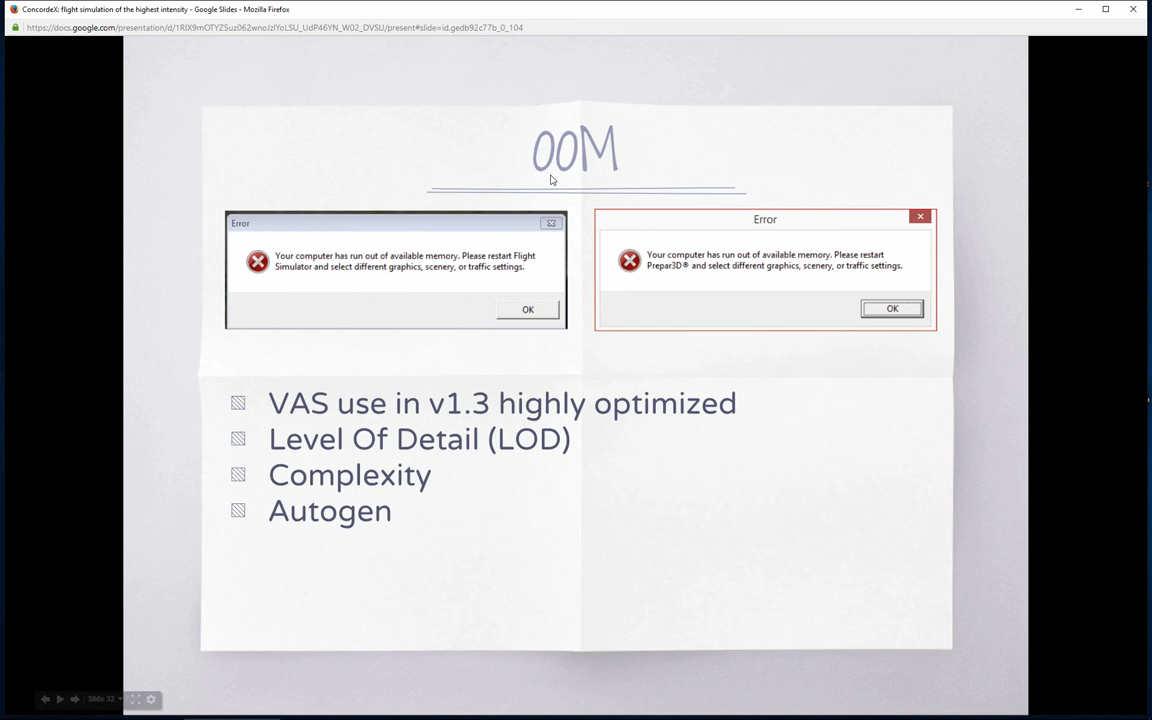 ConcordeX: flight simulation of the highest intensity - Google Slides - Mozilla Firefox
OOM
Error
Your computer has run out of available memory. Please restart Flight
Simulator and select different graphics, scenery, or traffic settings.
OK
Error
Your computer has run out of available memory. Please restart
Prepar3D® and select different graphics, scenery, or traffic settings.
OK
VAS use in v1.3 highly optimized
Level Of Detail (LOD)
Complexity
Autogen
Slide 32